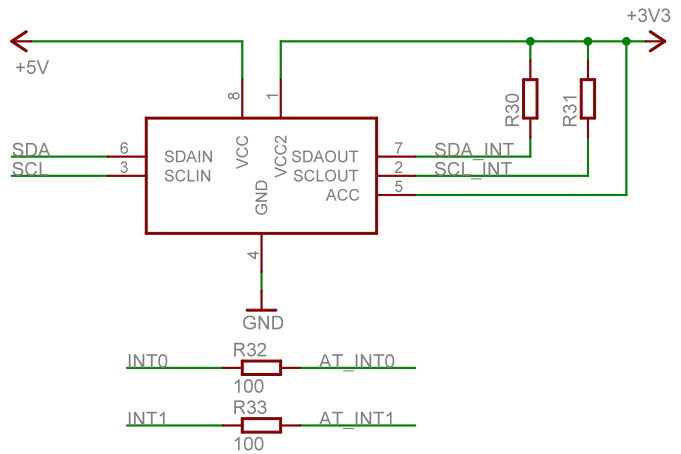 +3V3
+5V
8
1
R30
R31
SDA
6
SDAIN
VCC
VCC2
SDAOUT
7
SDA_INT
SCL
3
SCLIN
SCLOUT
2
SCL_INT
GND
ACC
5
4
GND
R32
INT0
AT_INT0
100
R33
INT1
AT_INT1
100